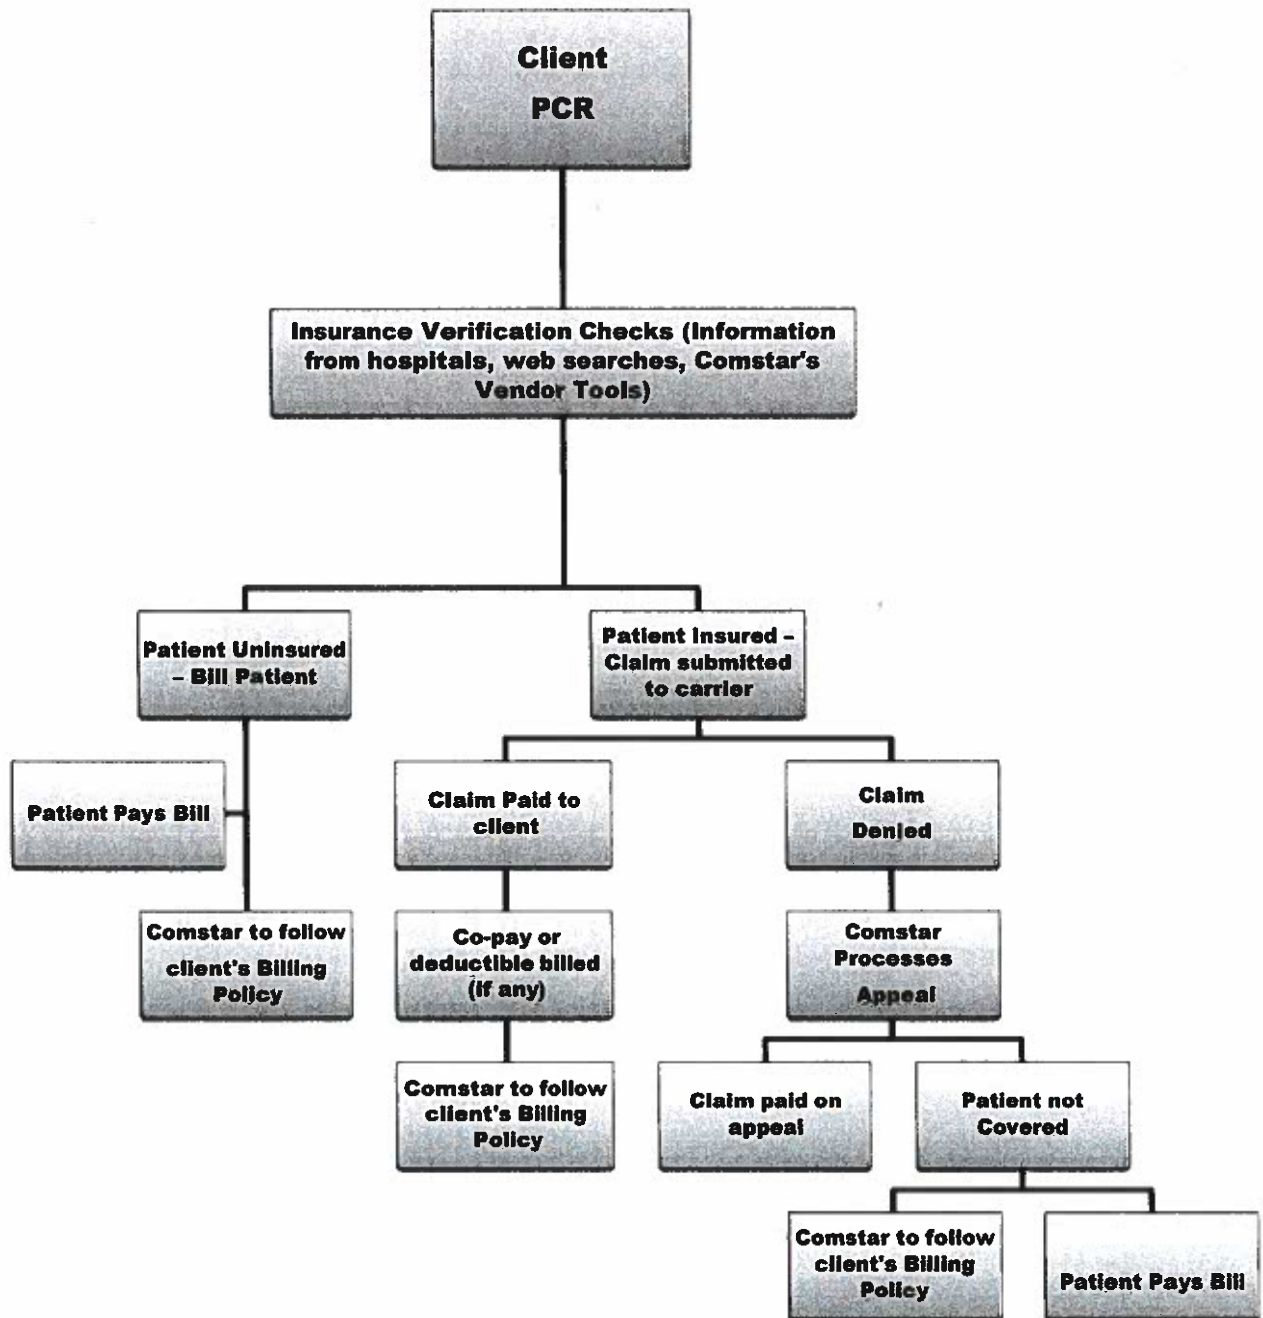 Client
PCR
Insurance Verification Checks (Information
from hospitals, web searches, Comstar's
Vendor Tools)
Patient Uninsured
– Bill Patient
Patient Insured –
Claim submitted
to carrier
Patient Pays Bill
Claim Paid to
client
Claim
Denied
Comstar to follow
client's Billing
Policy
Co-pay or
deductible billed
(if any)
Comstar
Processes
Appeal
Comstar to follow
client's Billing
Policy
Claim paid on
appeal
Patient not
Covered
Comstar to follow
client's Billing
Policy
Patient Pays Bill